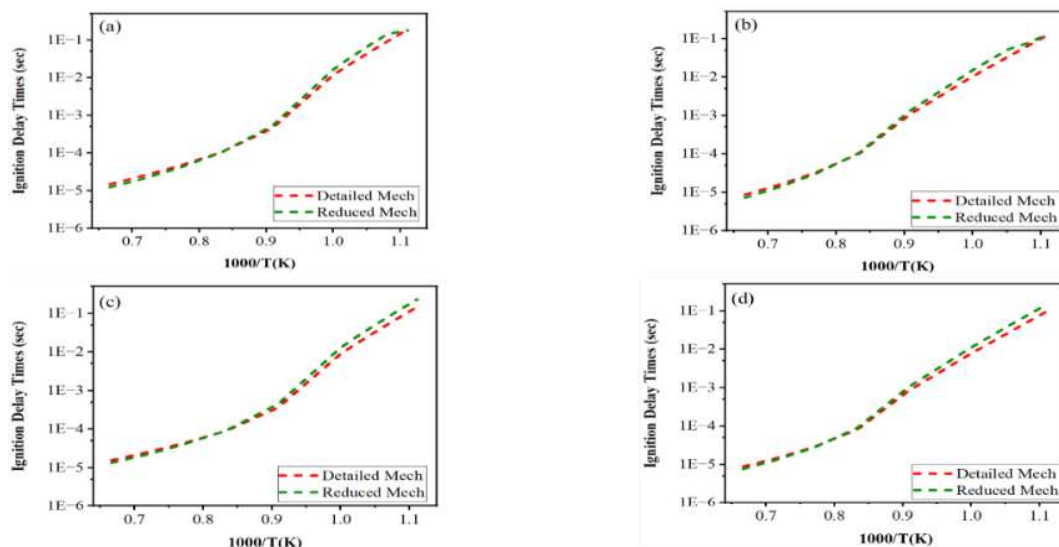 (a)
Ignition Delay Times (sec)
1E-1
1E-2
1E-3
1E-4
1E-5
1E-6
Detailed Mech
Reduced Mech
0.7 0.8 0.9 1.0 1.1
1000/T(K)
(b)
Ignition Delay Times (sec)
1E-1
1E-2
1E-3
1E-4
1E-5
1E-6
Detailed Mech
Reduced Mech
0.7 0.8 0.9 1.0 1.1
1000/T(K)
(c)
Ignition Delay Times (sec)
1E-1
1E-2
1E-3
1E-4
1E-5
1E-6
Detailed Mech
Reduced Mech
0.7 0.8 0.9 1.0 1.1
1000/T(K)
(d)
Ignition Delay Times (sec)
1E-1
1E-2
1E-3
1E-4
1E-5
1E-6
Detailed Mech
Reduced Mech
0.7 0.8 0.9 1.0 1.1
1000/T(K)